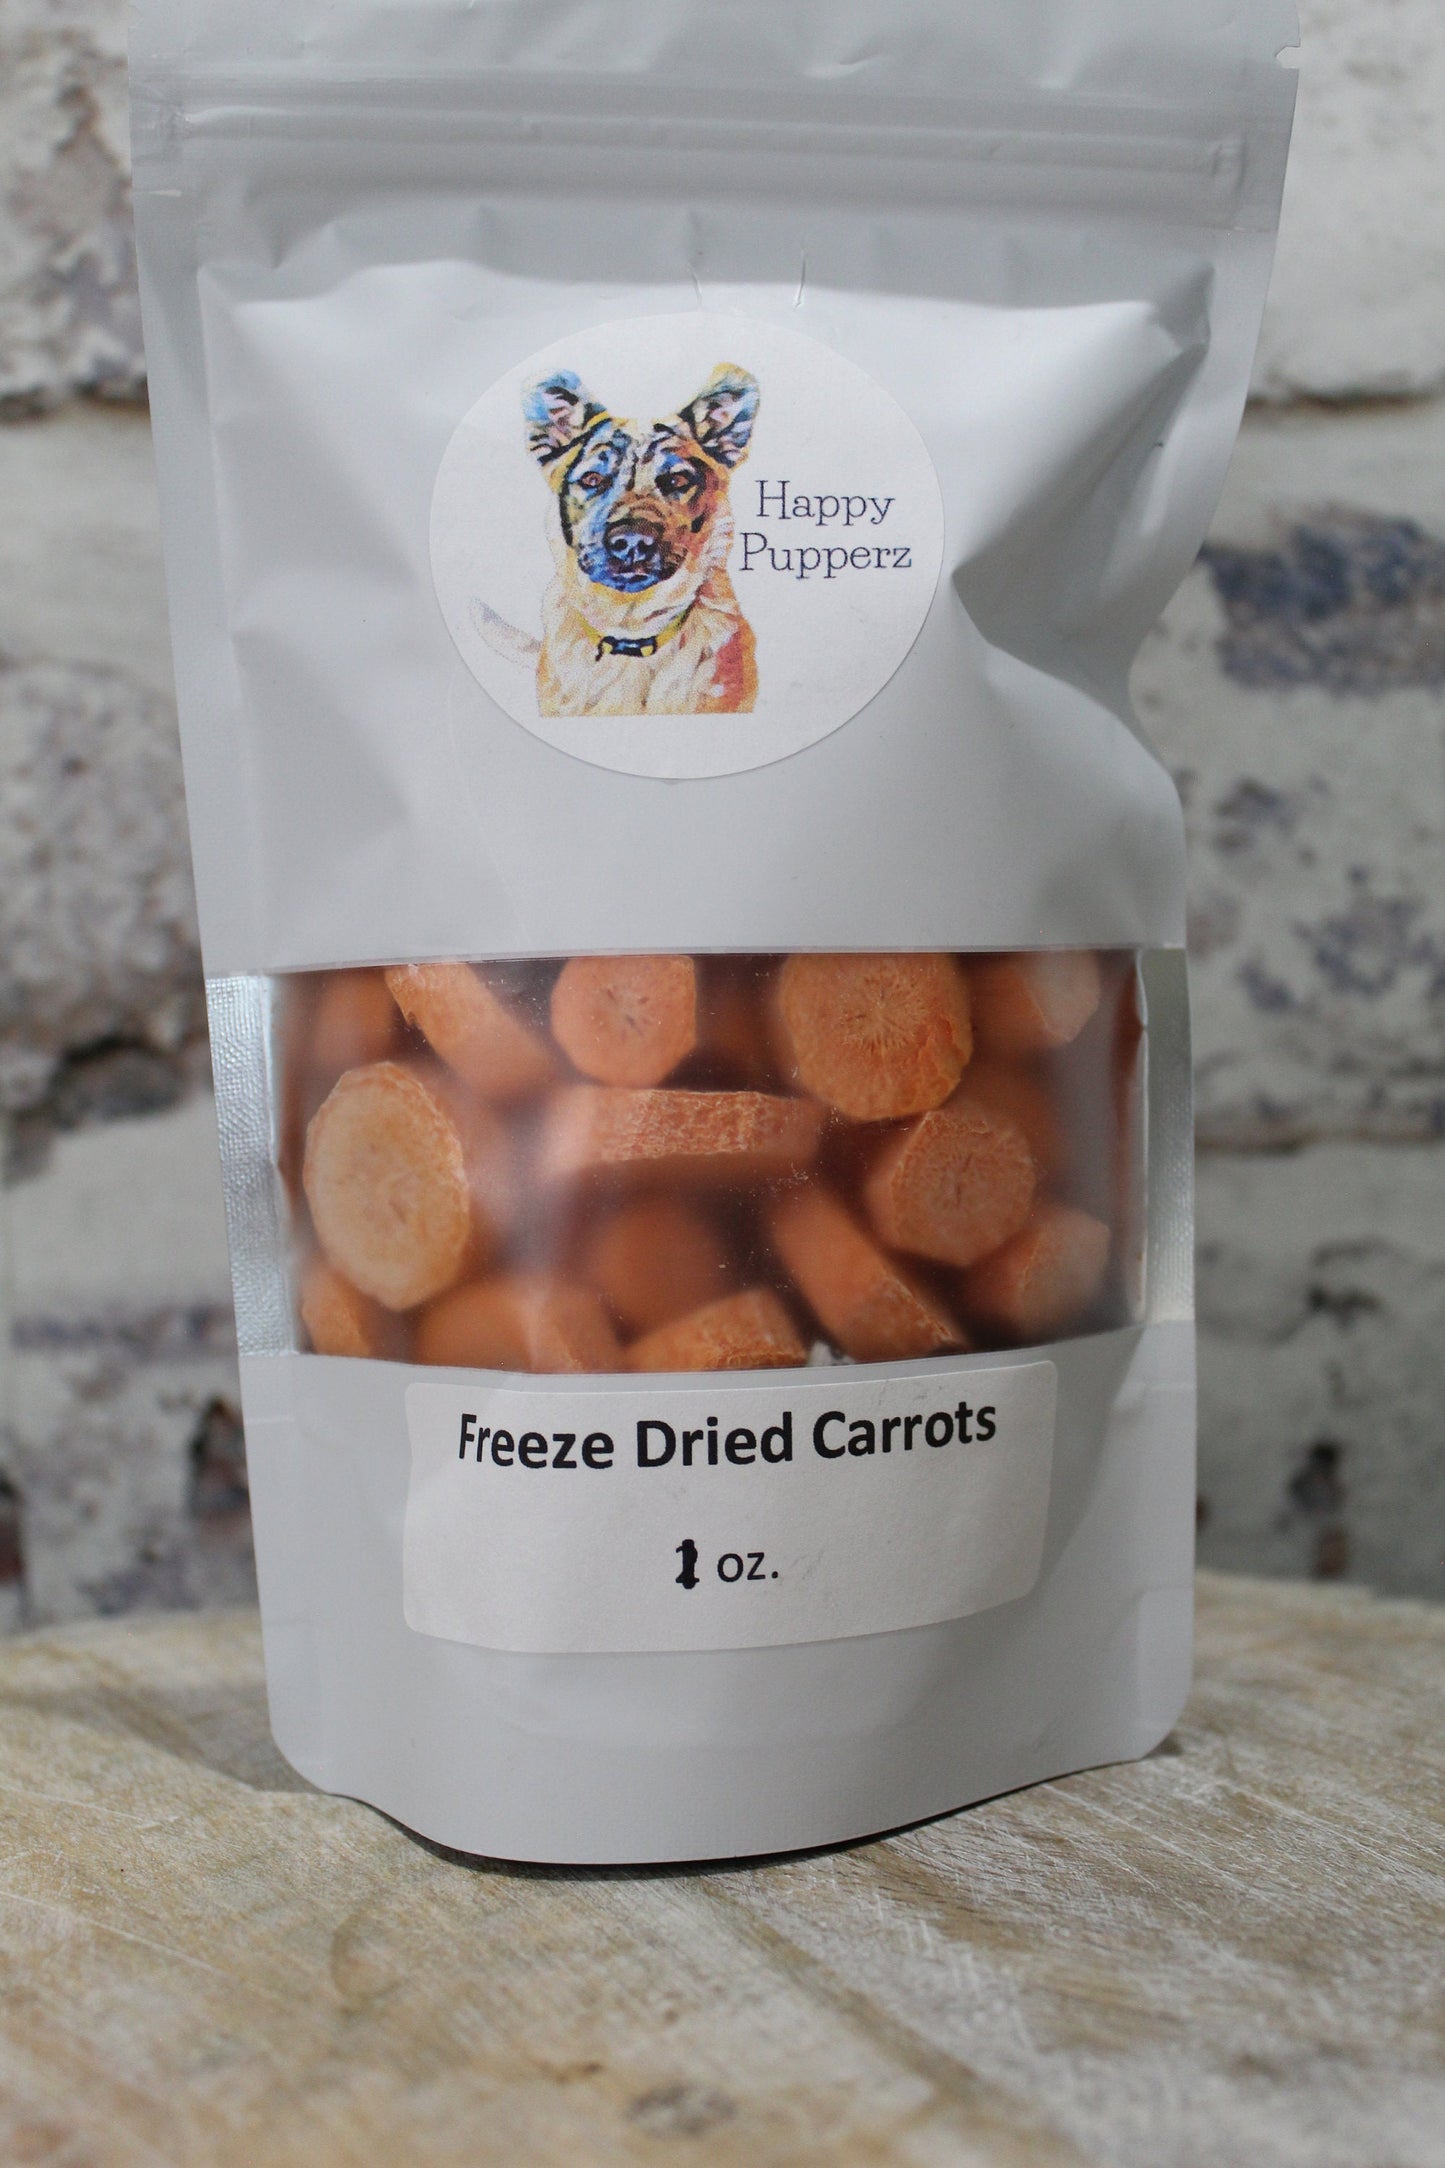 Happy
Pupperz
Freeze Dried Carrots
1 oz.